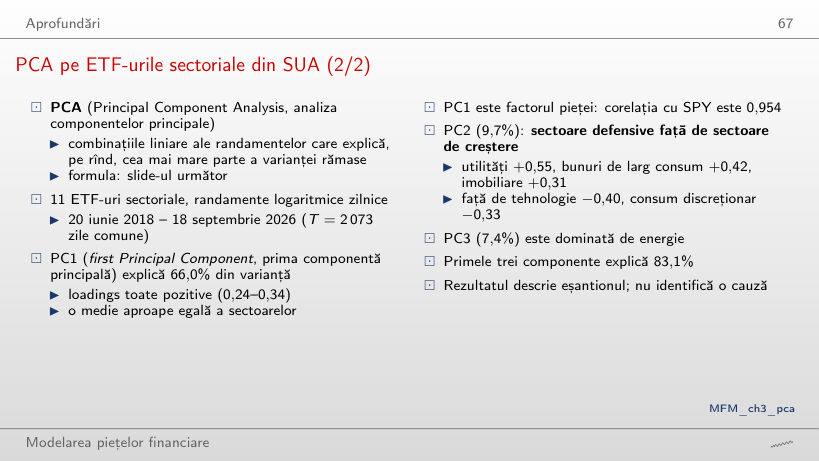 Aprofundări
67
PCA pe ETF-urile sectoriale din SUA (2/2)
PCA (Principal Component Analysis, analiza
componentelor principale)
combinațiile liniare ale randamentelor care explică,
pe rînd, cea mai mare parte a varianței rămase
formula: slide-ul următor
11 ETF-uri sectoriale, randamente logaritmice zilnice
20 iunie 2018 – 18 septembrie 2026 (T = 2 073
zile comune)
PC1 (first Principal Component, prima componentă
principală) explică 66,0% din varianță
loadings toate pozitive (0,24–0,34)
o medie aproape egală a sectoarelor
PC1 este factorul pieței: corelația cu SPY este 0,954
PC2 (9,7%): sectoare defensive față de sectoare
de creștere
utilități +0,55, bunuri de larg consum +0,42,
imobiliare +0,31
față de tehnologie −0,40, consum discreționar
−0,33
PC3 (7,4%) este dominată de energie
Primele trei componente explică 83,1%
Rezultatul descrie eșantionul; nu identifică o cauză
MFM_ch3_pca
Modelarea piețelor financiare